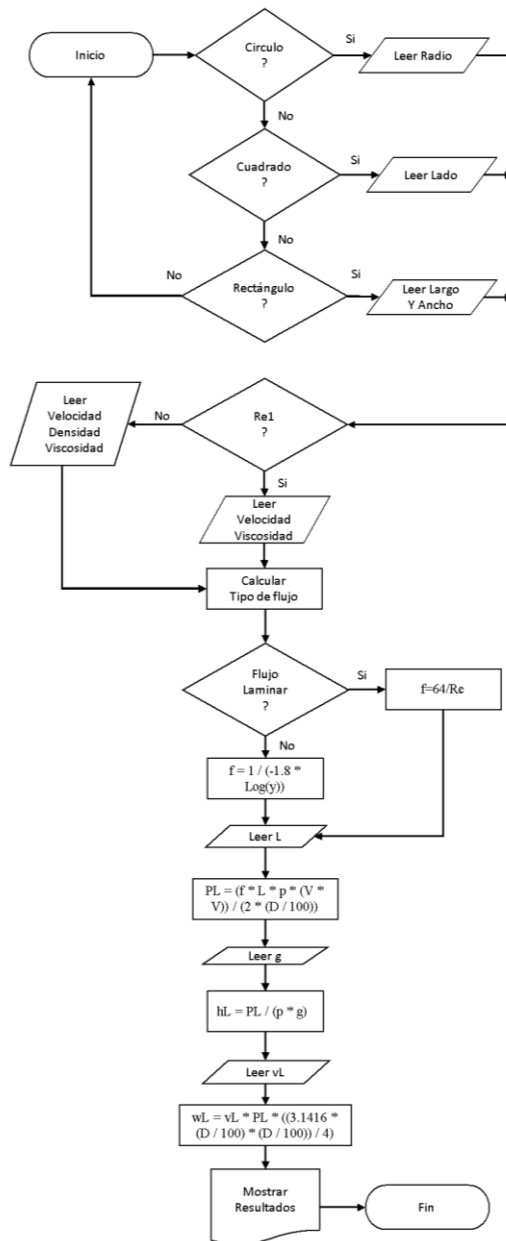 Inicio
Circulo
?
Si
Leer Radio
No
Cuadrado
?
Si
Leer Lado
No
No
Rectángulo
?
Si
Leer Largo
Y Ancho
Leer
Velocidad
Densidad
Viscosidad
No
Re1
?
Si
Leer
Velocidad
Viscosidad
Calcular
Tipo de flujo
Flujo
Laminar
?
Si
f=64/Re
No
f = 1 / (-1.8 *
Log(y))
Leer L
PL = (f * L * p * (V *
V)) / (2 * (D / 100))
Leer g
hL = PL / (p * g)
Leer vL
wL = vL * PL * ((3.1416 *
(D / 100) * (D / 100)) / 4)
Mostrar
Resultados
Fin